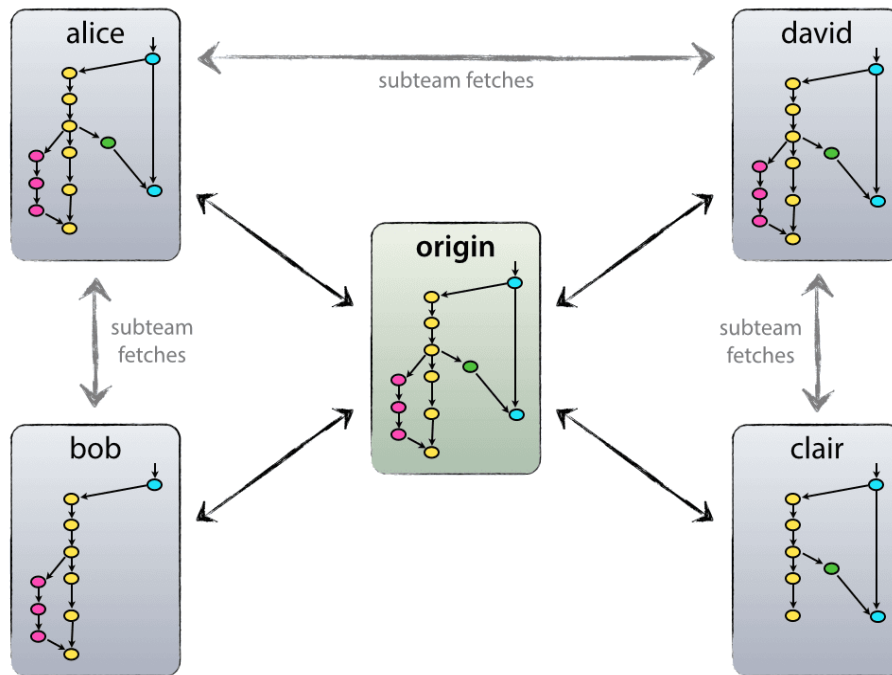 alice
david
subteam fetches
origin
subteam
fetches
subteam
fetches
bob
clair